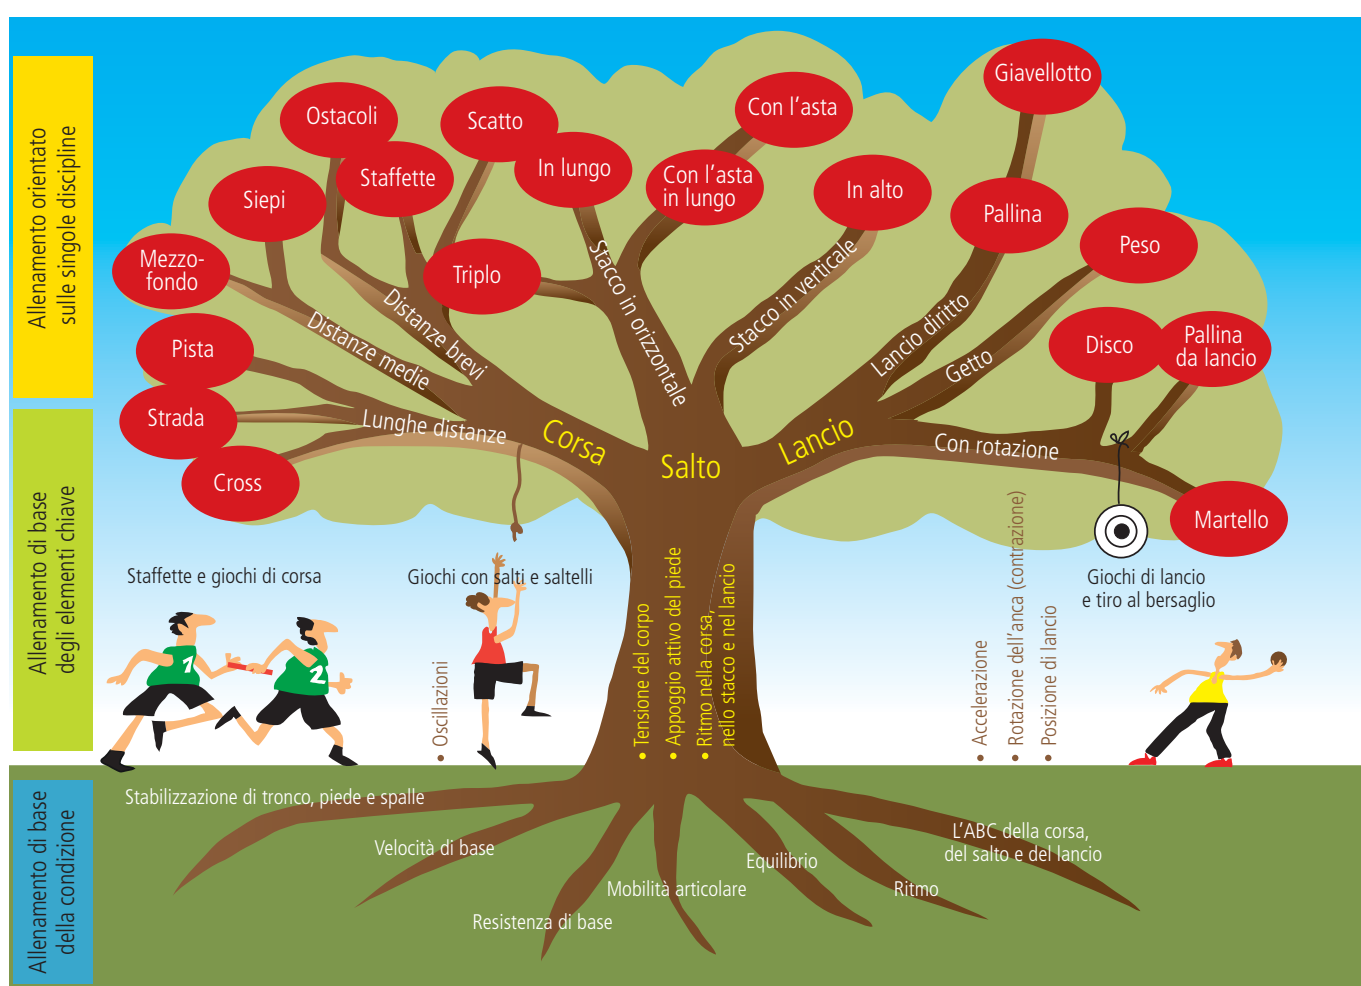 Allenamento orientato
sulle singole discipline
Allenamento di base
degli elementi chiave
Allenamento di base
della condizione
Giavellotto
Con l'asta
Ostacoli
Scatto
In lungo
Staffette
Con l'asta
in lungo
In alto
Siepi
Pallina
Peso
Mezzo-
fondo
Triplo
Pista
Disco
Pallina
da lancio
Strada
Cross
Martello
Distanze brevi
Distanze medie
Lunghe distanze
Stacco in orizzontale
Stacco in verticale
Lancio diritto
Getto
Con rotazione
Corsa
Salto
Lancio
Staffette e giochi di corsa
Giochi con salti e saltelli
Giochi di lancio
e tiro al bersaglio
1
2
• Oscillazioni
• Tensione del corpo
• Appoggio attivo del piede
• Ritmo nella corsa,
nello stacco e nel lancio
• Accelerazione
• Rotazione dell'anca (contrazione)
• Posizione di lancio
Stabilizzazione di tronco, piede e spalle
Velocità di base
Resistenza di base
Mobilità articolare
Equilibrio
Ritmo
L'ABC della corsa,
del salto e del lancio